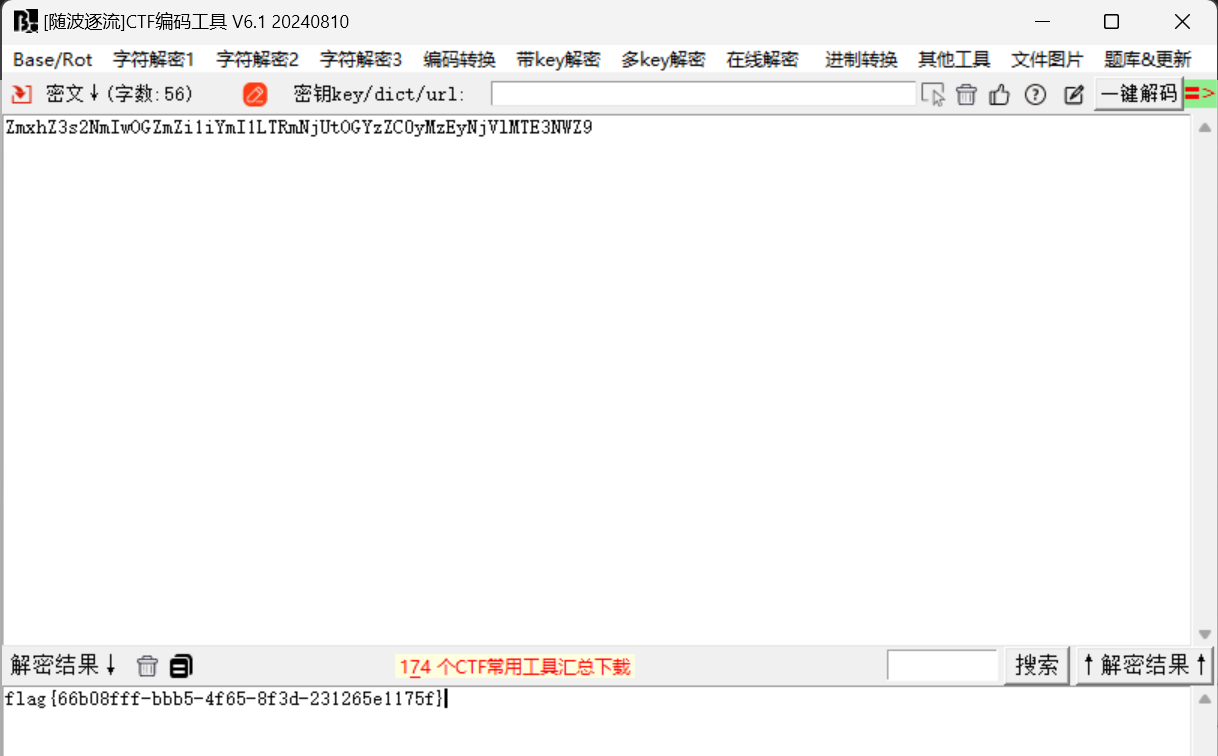 [随波逐流]CTF编码工具 V6.1 20240810
Base/Rot 字符解密1 字符解密2 字符解密3 编码转换 带key解密 多key解密 在线解密 进制转换 其他工具 文件图片 题库&更新
密文↓(字数:56) 密钥key/dict/url: 一键解码 =>
ZmxhZ3s2NmIwOGZmZi1iYmI1LTRmNjUtOGYzZC0yMzEyNjVlMTE3NWZ9
解密结果↓ 174 个CTF常用工具汇总下载 搜索 ↑解密结果↑
flag{66b08fff-bbb5-4f65-8f3d-231265e1175f}